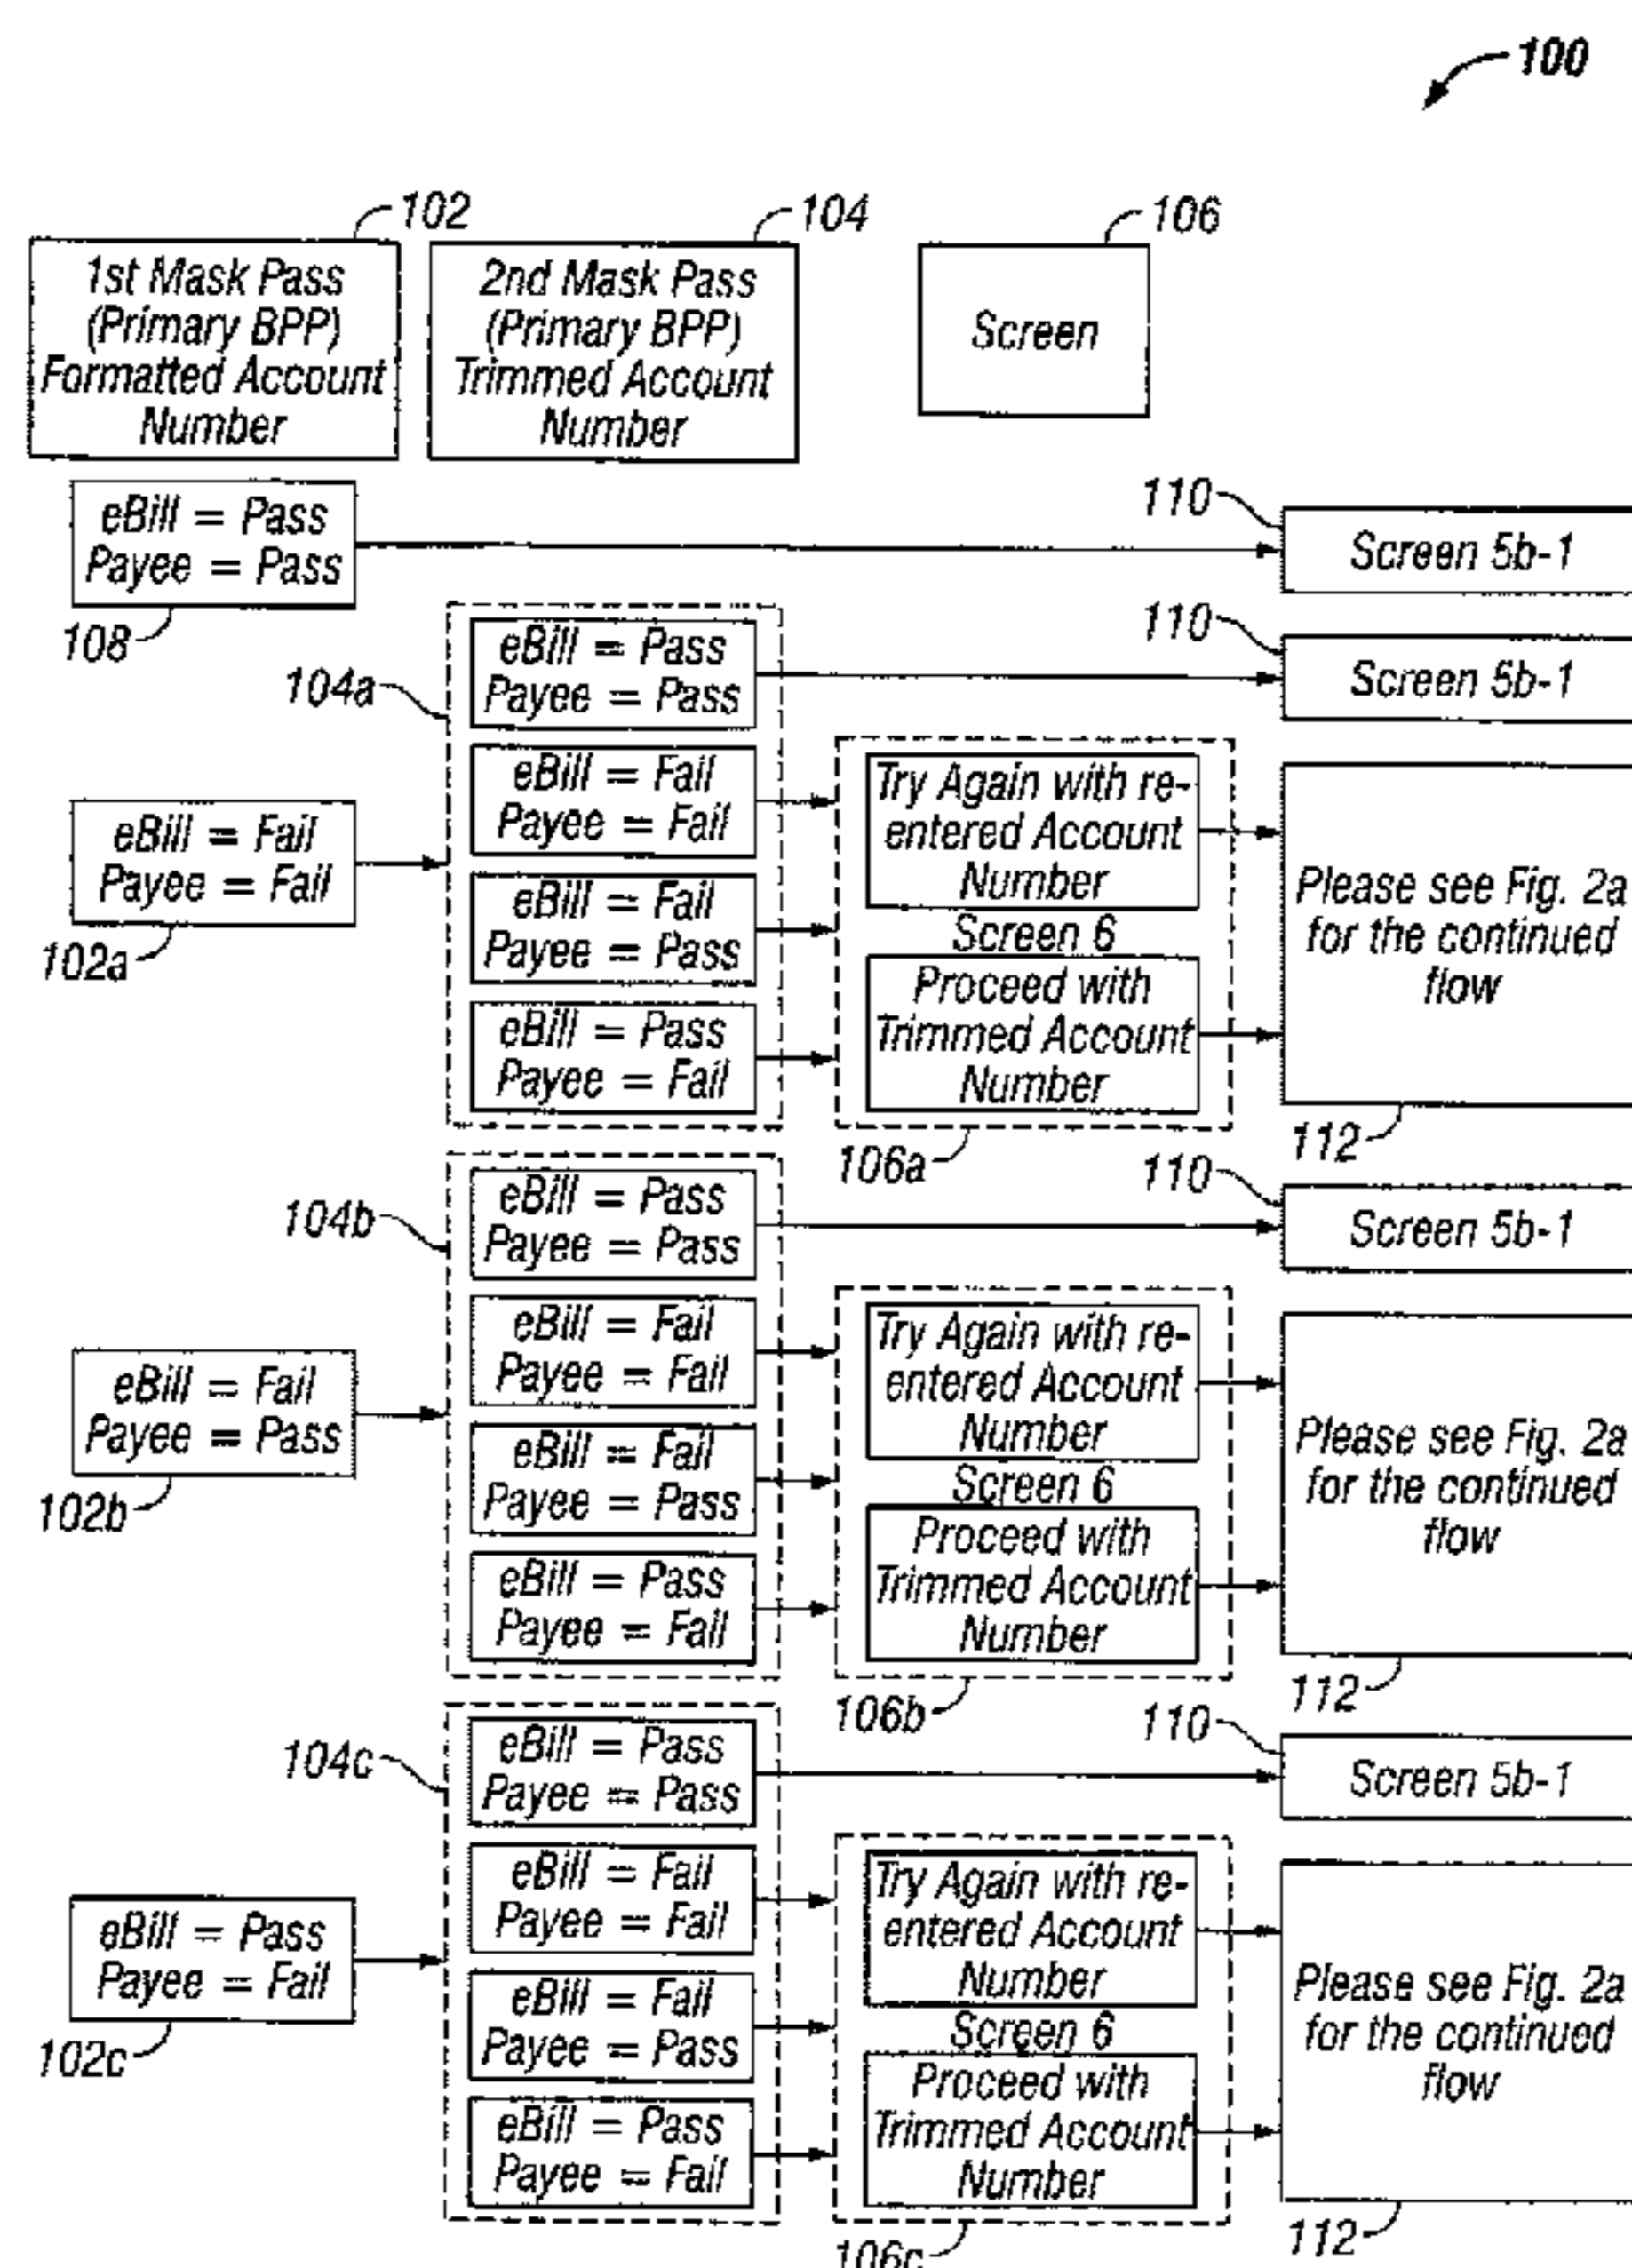 100
102
104
106
1st Mask Pass
(Primary BPP)
Formatted Account
Number
2nd Mask Pass
(Primary BPP)
Trimmed Account
Number
Screen
eBill = Pass
Payee = Pass
108
110
Screen 5b-1
104a
eBill = Pass
Payee = Pass
110
Screen 5b-1
102a
eBill = Fail
Payee = Fail
eBill = Fail
Payee = Fail
eBill = Fail
Payee = Pass
eBill = Pass
Payee = Fail
Try Again with re-
entered Account
Number
Screen 6
Proceed with
Trimmed Account
Number
106a
Please see Fig. 2a
for the continued
flow
112
104b
eBill = Pass
Payee = Pass
110
Screen 5b-1
eBill = Fail
Payee = Pass
102b
eBill = Fail
Payee = Fail
eBill = Fail
Payee = Pass
eBill = Pass
Payee = Fail
Try Again with re-
entered Account
Number
Screen 6
Proceed with
Trimmed Account
Number
106b
Please see Fig. 2a
for the continued
flow
112
104c
eBill = Pass
Payee = Pass
110
Screen 5b-1
eBill = Pass
Payee = Fail
102c
eBill = Fail
Payee = Fail
eBill = Fail
Payee = Pass
eBill = Pass
Payee = Fail
Try Again with re-
entered Account
Number
Screen 6
Proceed with
Trimmed Account
Number
106c
Please see Fig. 2a
for the continued
flow
112